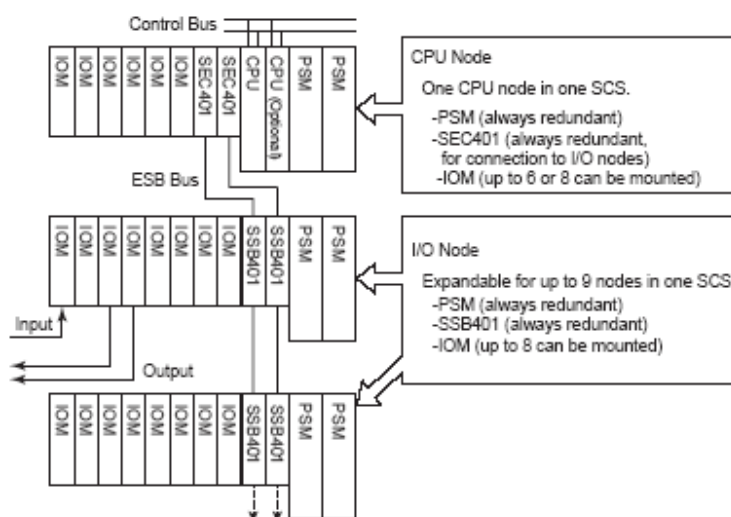 Control Bus
IOM IOM IOM IOM IOM IOM SEC401 SEC401 CPU CPU (Optional) PSM PSM
CPU Node
One CPU node in one SCS.
-PSM (always redundant)
-SEC401 (always redundant,
for connection to I/O nodes)
-IOM (up to 6 or 8 can be mounted)
ESB Bus
IOM IOM IOM IOM IOM IOM IOM IOM SSB401 SSB401 PSM PSM
I/O Node
Expandable for up to 9 nodes in one SCS
-PSM (always redundant)
-SSB401 (always redundant)
-IOM (up to 8 can be mounted)
Input
Output
IOM IOM IOM IOM IOM IOM IOM IOM SSB401 SSB401 PSM PSM